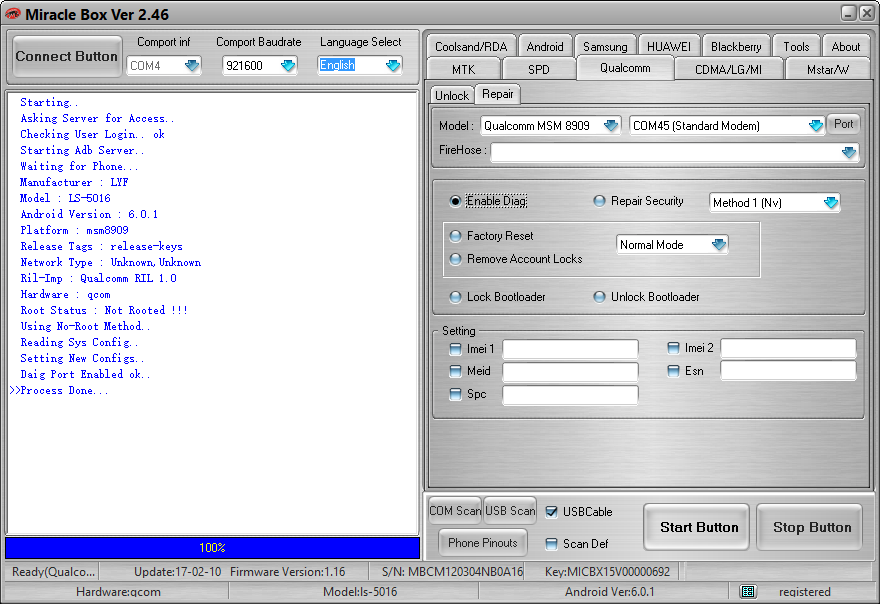 Miracle Box Ver 2.46
Connect Button
Comport inf
Comport Baudrate
Language Select
COM4
921600
English
Starting..
Asking Server for Access..
Checking User Login.. ok
Starting Adb Server..
Waiting for Phone...
Manufacturer : LYF
Model : LS-5016
Android Version : 6.0.1
Platform : msm8909
Release Tags : release-keys
Network Type : Unknown,Unknown
Ril-Imp : Qualcomm RIL 1.0
Hardware : qcom
Root Status : Not Rooted !!!
Using No-Root Method..
Reading Sys Config..
Setting New Configs..
Daig Port Enabled ok..
>>Process Done...
100%
Coolsand/RDA
Android
Samsung
HUAWEI
Blackberry
Tools
About
MTK
SPD
Qualcomm
CDMA/LG/MI
Mstar/W
Unlock
Repair
Model :
Qualcomm MSM 8909
COM45 (Standard Modem)
Port
FireHose :
Enable Diag
Repair Security
Method 1 (Nv)
Factory Reset
Remove Account Locks
Normal Mode
Lock Bootloader
Unlock Bootloader
Setting
Imei 1
Imei 2
Meid
Esn
Spc
COM Scan
USB Scan
USBCable
Phone Pinouts
Scan Def
Start Button
Stop Button
Ready(Qualco...
Update:17-02-10
Firmware Version:1.16
S/N: MBCM120304NB0A16
Key:MICBX15V00000692
Hardware:qcom
Model:ls-5016
Android Ver:6.0.1
registered